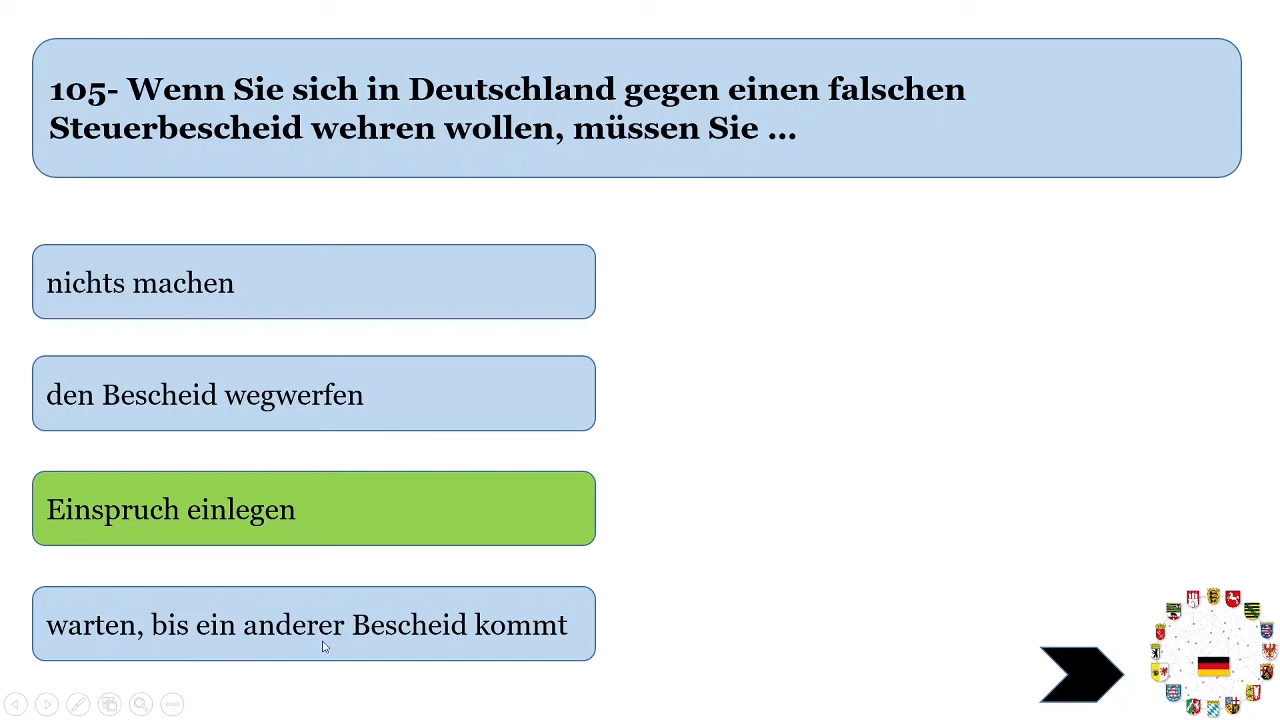 105- Wenn Sie sich in Deutschland gegen einen falschen
Steuerbescheid wehren wollen, müssen Sie ...
nichts machen
den Bescheid wegwerfen
Einspruch einlegen
warten, bis ein anderer Bescheid kommt